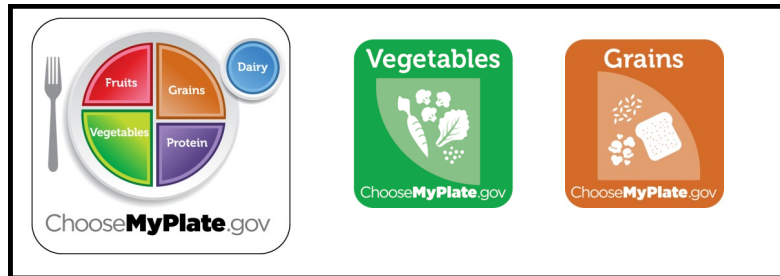 Fruits
Grains
Dairy
Vegetables
Protein
ChooseMyPlate.gov
Vegetables
ChooseMyPlate.gov
Grains
ChooseMyPlate.gov